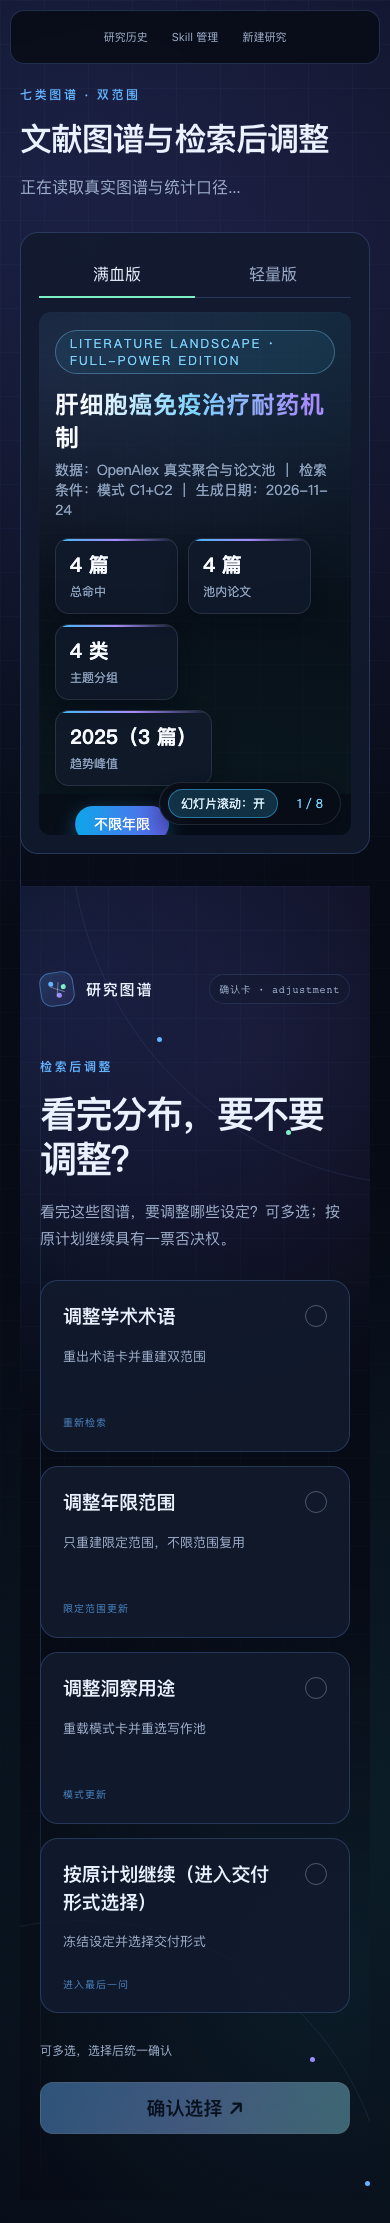 研究历史 Skill 管理 新建研究
七类图谱 · 双范围
文献图谱与检索后调整
正在读取真实图谱与统计口径...
满血版 轻量版
LITERATURE LANDSCAPE ·
FULL-POWER EDITION
肝细胞癌免疫治疗耐药机
制
数据：OpenAlex 真实聚合与论文池 ｜ 检索
条件：模式 C1+C2 ｜ 生成日期：2026-11-
24
4 篇 4 篇
总命中 池内论文
4 类
主题分组
2025（3 篇）
趋势峰值
幻灯片滚动：开 1 / 8
不限年限
研究图谱 确认卡 · adjustment
检索后调整
看完分布，要不要
调整？
看完这些图谱，要调整哪些设定？可多选；按
原计划继续具有一票否决权。
调整学术术语
重出术语卡并重建双范围
重新检索
调整年限范围
只重建限定范围，不限范围复用
限定范围更新
调整洞察用途
重载模式卡并重选写作池
模式更新
按原计划继续（进入交付
形式选择）
冻结设定并选择交付形式
进入最后一问
可多选，选择后统一确认
确认选择 ↗